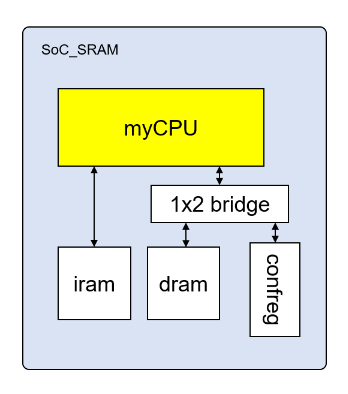 SoC_SRAM
myCPU
1x2 bridge
iram
dram
confreg